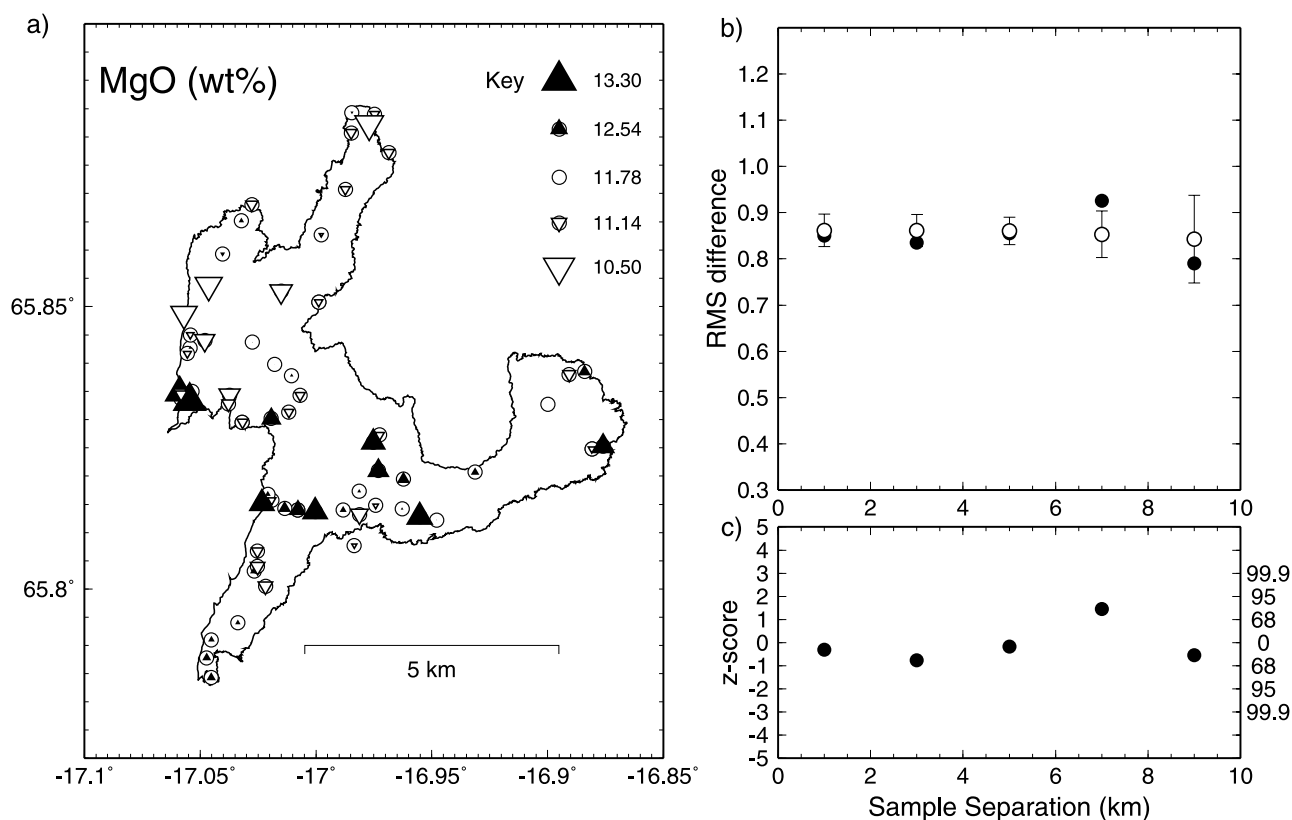 a)
MgO (wt%)
Key
13.30
12.54
11.78
11.14
10.50
65.85°
65.8°
5 km
-17.1° -17.05° -17° -16.95° -16.9° -16.85°
b)
1.2
1.1
1.0
0.9
0.8
0.7
0.6
0.5
0.4
0.3
RMS difference
0 2 4 6 8 10
c)
5
4
3
2
1
0
-1
-2
-3
-4
-5
z-score
99.9
95
68
0
68
95
99.9
0 2 4 6 8 10
Sample Separation (km)